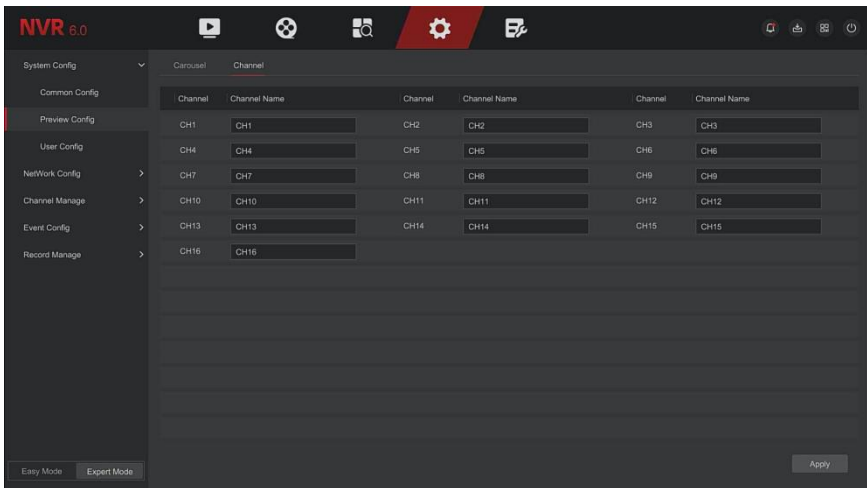 NVR 6.0
System Config
Common Config
Preview Config
User Config
NetWork Config
Channel Manage
Event Config
Record Manage
Easy Mode Expert Mode
Carousel Channel
Channel Channel Name Channel Channel Name Channel Channel Name
CH1 CH1 CH2 CH2 CH3 CH3
CH4 CH4 CH5 CH5 CH6 CH6
CH7 CH7 CH8 CH8 CH9 CH9
CH10 CH10 CH11 CH11 CH12 CH12
CH13 CH13 CH14 CH14 CH15 CH15
CH16 CH16
Apply